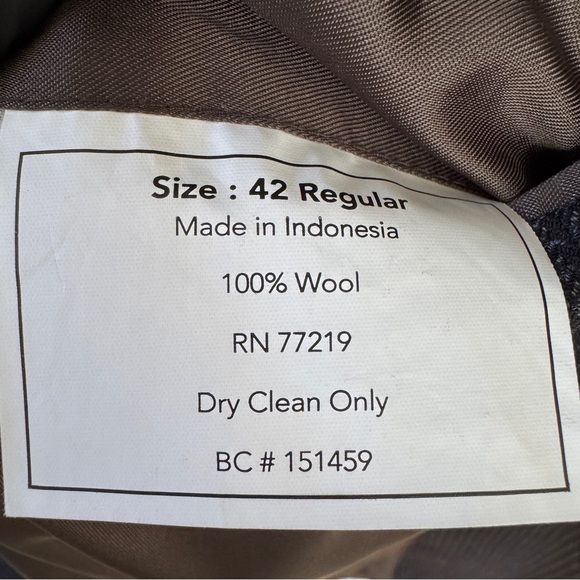 Size : 42 Regular
Made in Indonesia
100% Wool
RN 77219
Dry Clean Only
BC # 151459